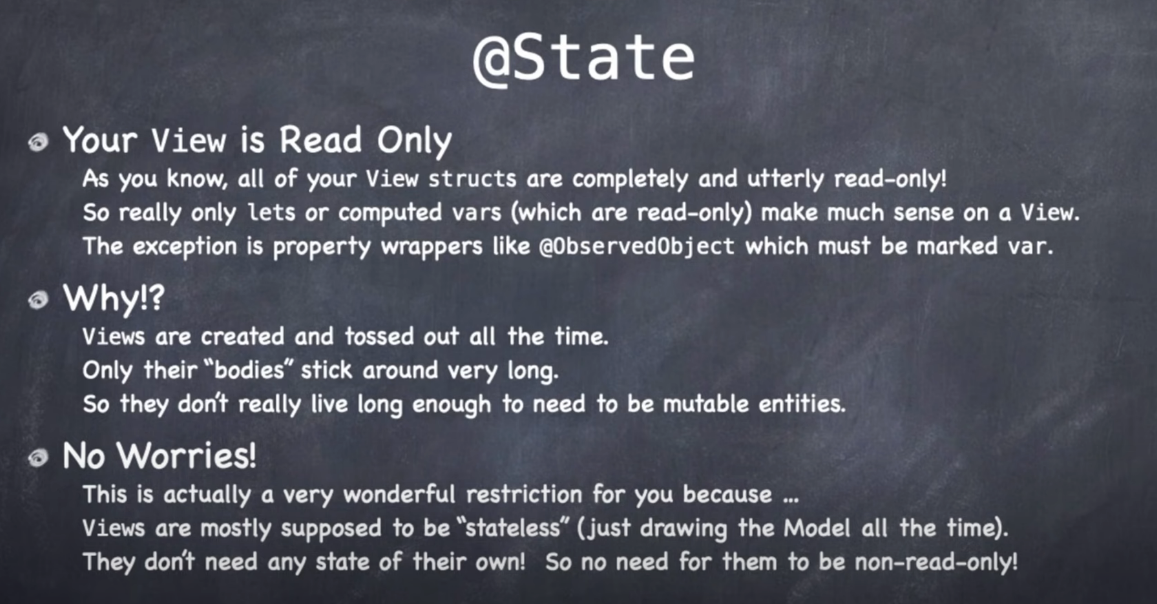 @State
Your View is Read Only
As you know, all of your View structs are completely and utterly read-only!
So really only lets or computed vars (which are read-only) make much sense on a View.
The exception is property wrappers like @ObservedObject which must be marked var.
Why!?
Views are created and tossed out all the time.
Only their “bodies” stick around very long.
So they don’t really live long enough to need to be mutable entities.
No Worries!
This is actually a very wonderful restriction for you because ...
Views are mostly supposed to be “stateless” (just drawing the Model all the time).
They don’t need any state of their own! So no need for them to be non-read-only!